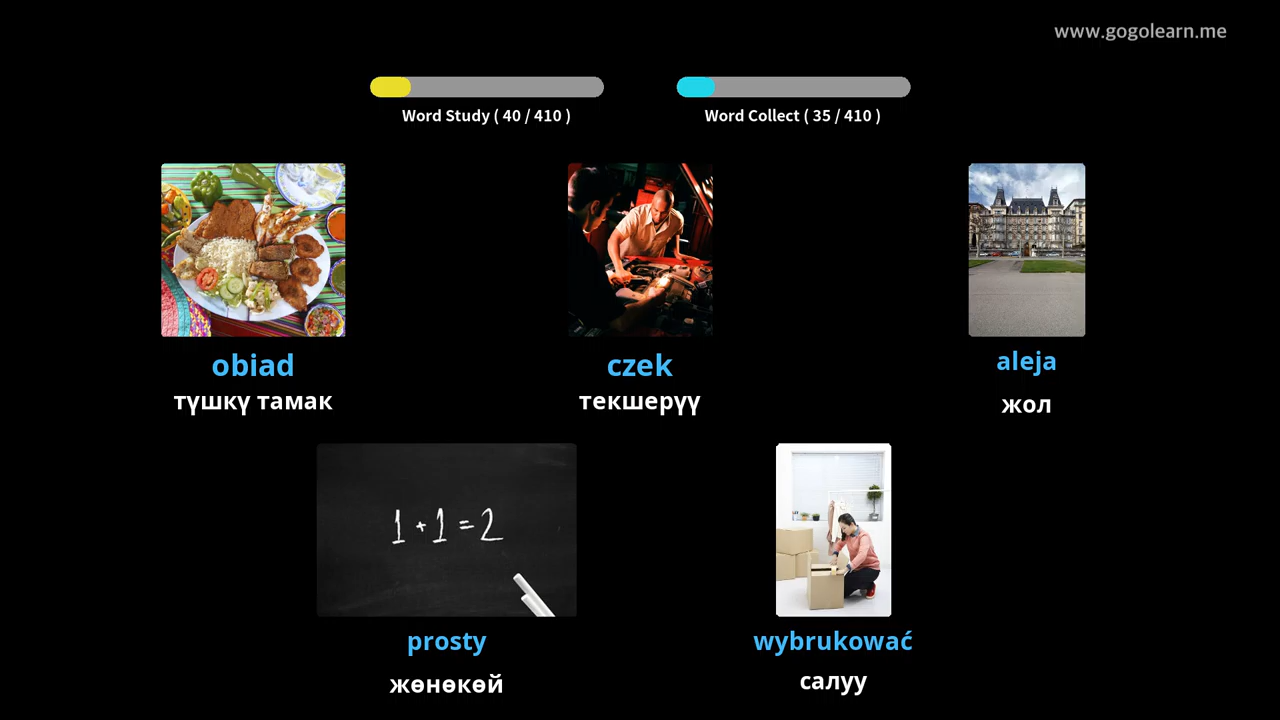 www.gogolearn.me
Word Study ( 40 / 410 )
Word Collect ( 35 / 410 )
obiad
түшкү тамак
czek
текшерүү
aleja
жол
1 + 1 = 2
prosty
жөнөкөй
wybrukować
салуу